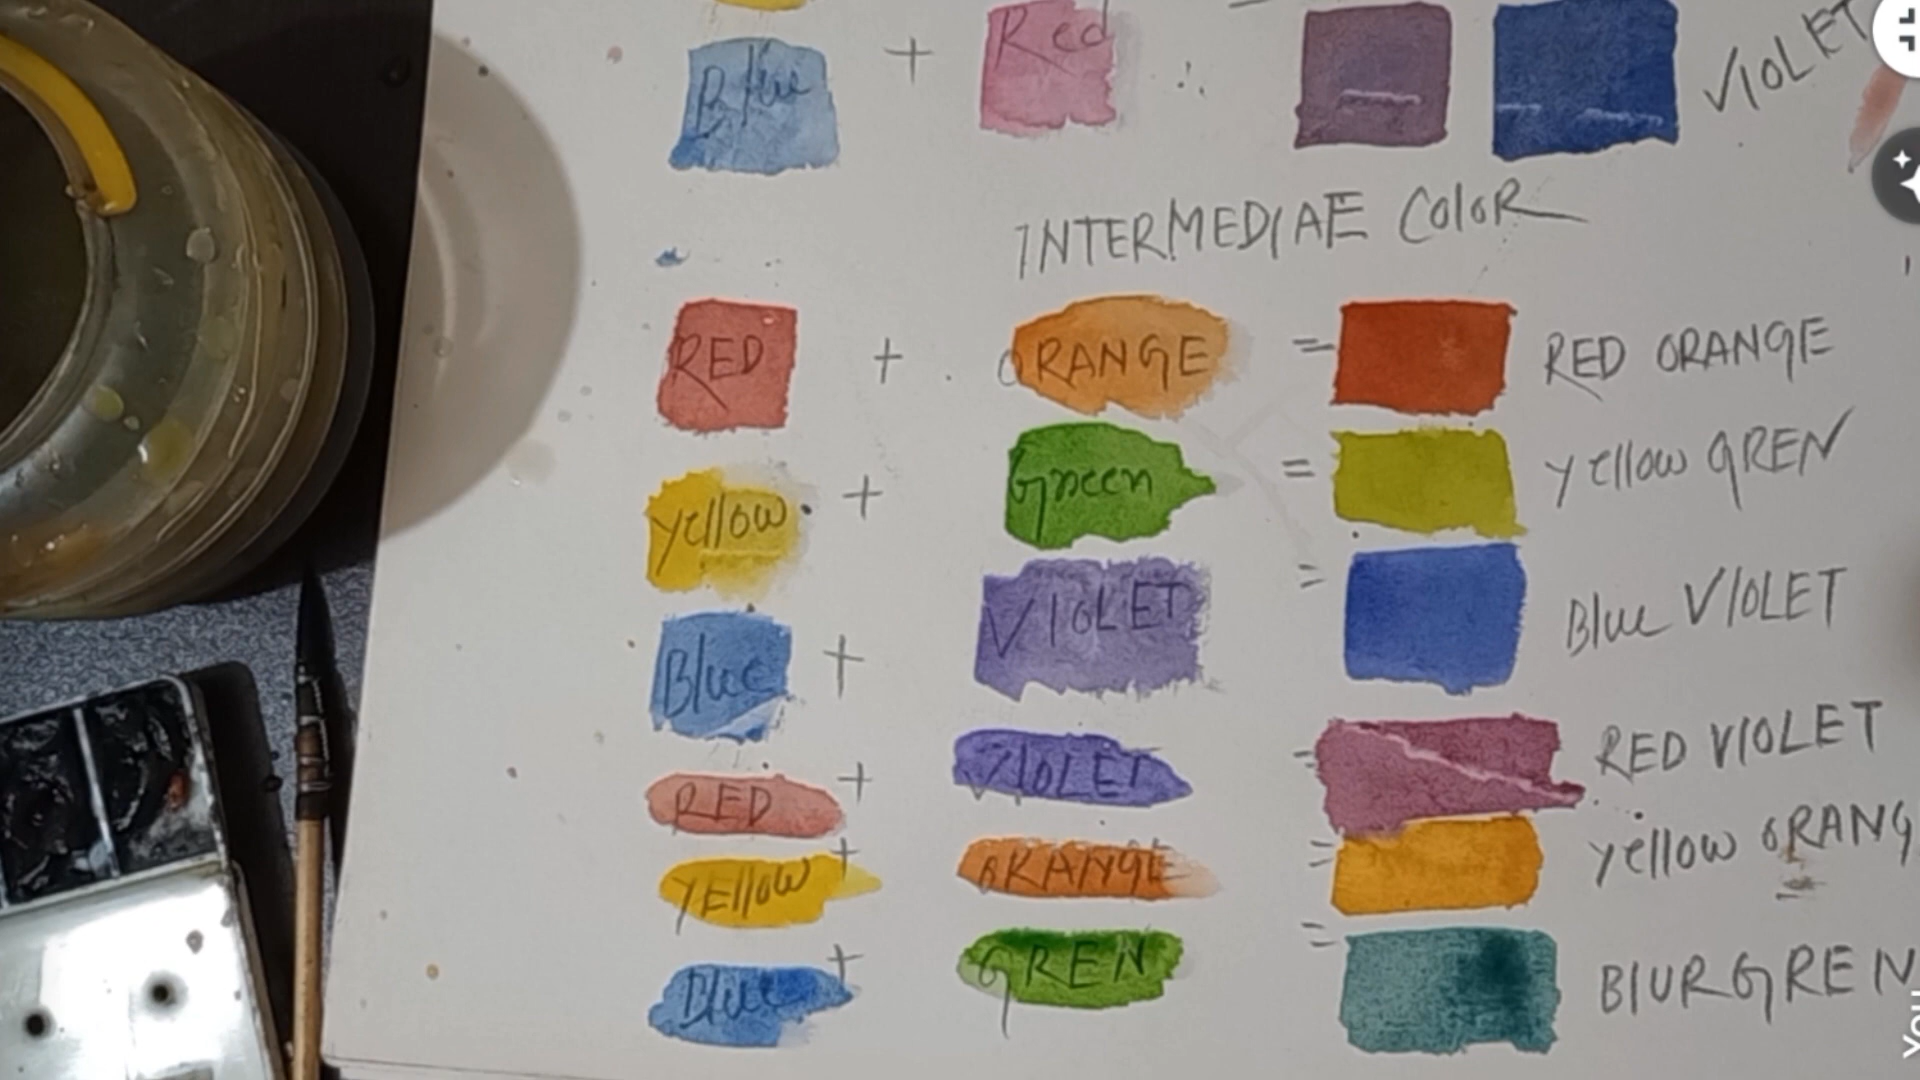 Blue + Red ∴ VIOLET
INTERMEDIAE COLOR
RED + ORANGE = RED ORANGE
Yellow + Green = Yellow GREN
Blue + VIOLET = Blue VIOLET
RED + VIOLET = RED VIOLET
YEllow + ORANGE = Yellow ORANG
Blue + GREN = BlURGREN
You